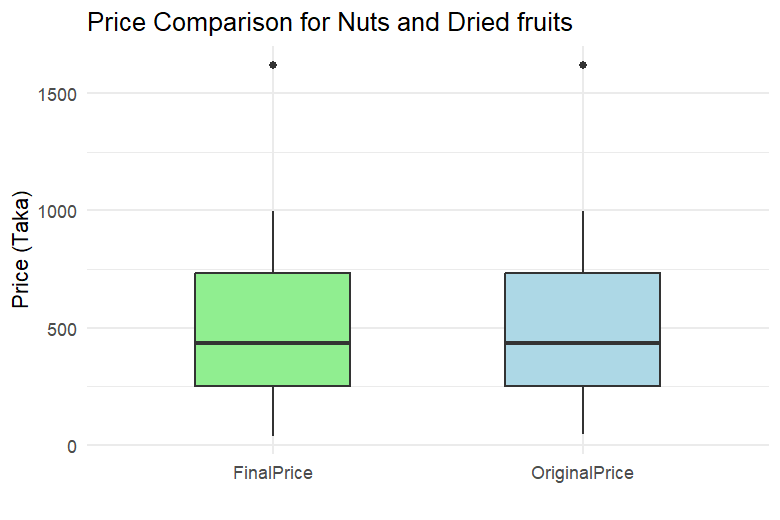 Price Comparison for Nuts and Dried fruits
Price (Taka)
1500
1000
500
0
FinalPrice
OriginalPrice